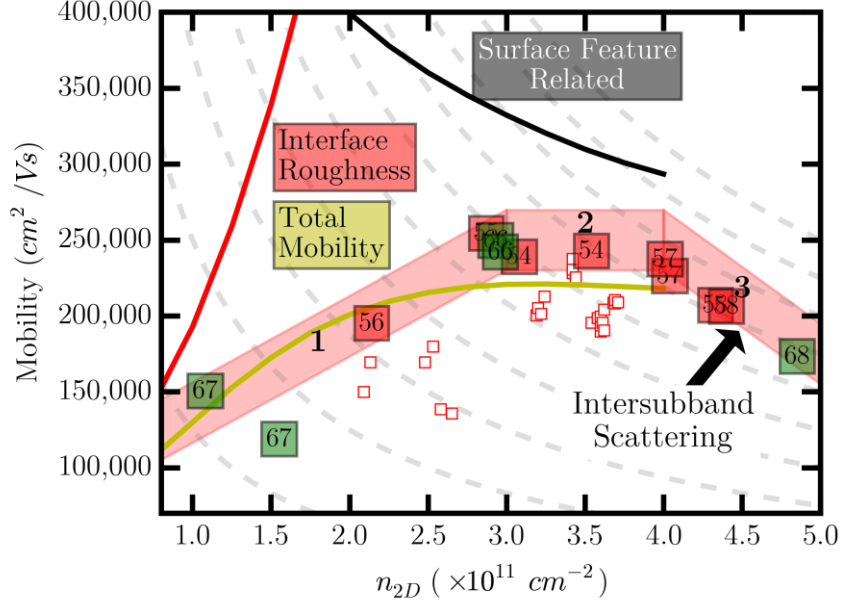 400,000
350,000
300,000
250,000
200,000
150,000
100,000
Mobility (cm² /Vs)
Surface Feature
Related
Interface
Roughness
Total
Mobility
1
2
3
67
67
56
66
54
54
57
57
58
68
Intersubband
Scattering
1.0 1.5 2.0 2.5 3.0 3.5 4.0 4.5 5.0
n₂D ( ×10¹¹ cm⁻²)